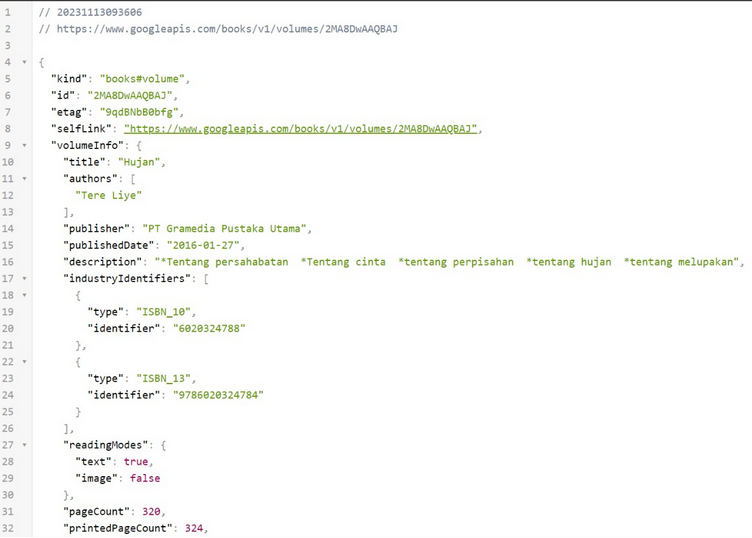 1 // 20231113093606
2 // https://www.googleapis.com/books/v1/volumes/2MA8DwAAQBAJ
3
4 {
5 "kind": "books#volume",
6 "id": "2MA8DwAAQBAJ",
7 "etag": "9qdBNbB0bfg",
8 "selfLink": "https://www.googleapis.com/books/v1/volumes/2MA8DwAAQBAJ",
9 "volumeInfo": {
10 "title": "Hujan",
11 "authors": [
12 "Tere Liye"
13 ],
14 "publisher": "PT Gramedia Pustaka Utama",
15 "publishedDate": "2016-01-27",
16 "description": "*Tentang persahabatan  *Tentang cinta  *tentang perpisahan  *tentang hujan  *tentang melupakan",
17 "industryIdentifiers": [
18 {
19 "type": "ISBN_10",
20 "identifier": "6020324788"
21 },
22 {
23 "type": "ISBN_13",
24 "identifier": "9786020324784"
25 }
26 ],
27 "readingModes": {
28 "text": true,
29 "image": false
30 },
31 "pageCount": 320,
32 "printedPageCount": 324,